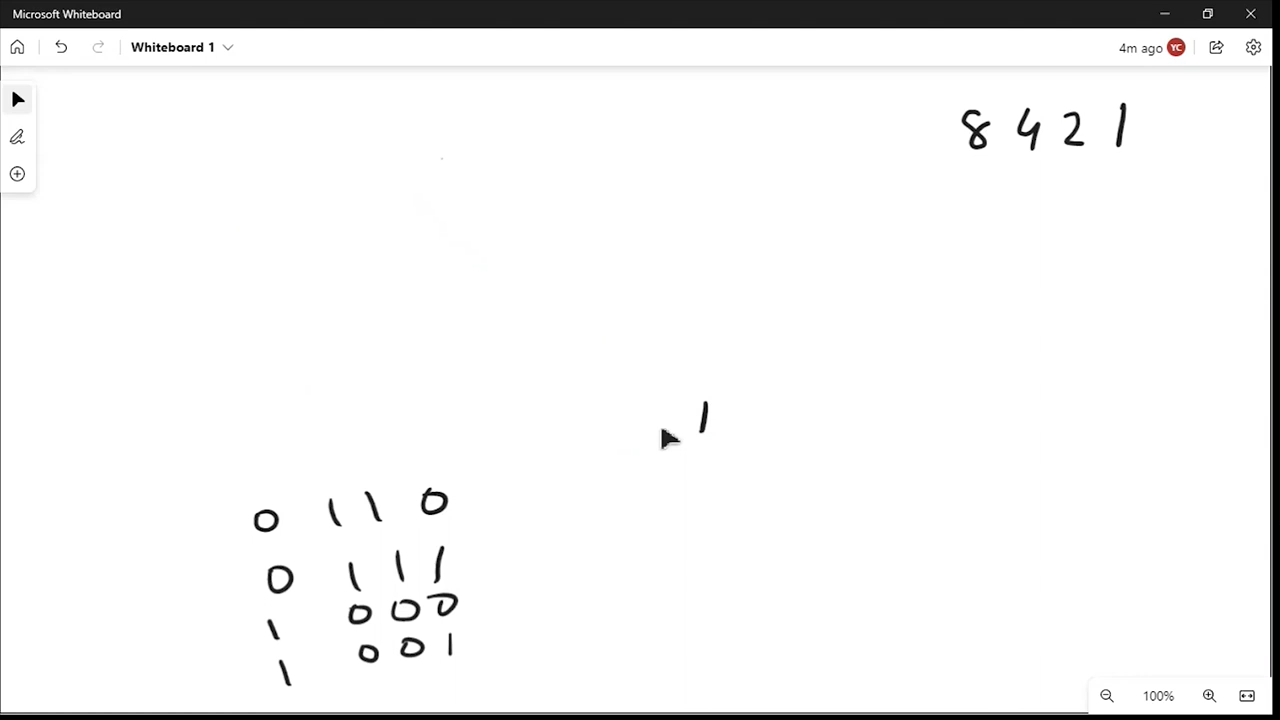 Microsoft Whiteboard
Whiteboard 1
4m ago YC
8 4 2 1
1
0 1 1 0
0 1 1 1
1 0 0 0
1 0 0 1
100%